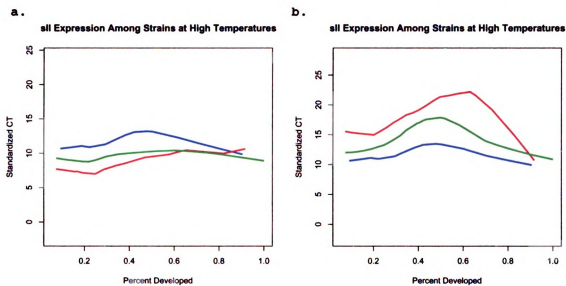 a.
sll Expression Among Strains at High Temperatures
Standardized CT
25
20
15
10
5
0
0.2
0.4
0.6
0.8
1.0
Percent Developed
b.
sll Expression Among Strains at High Temperatures
Standardized CT
25
20
15
10
5
0
0.2
0.4
0.6
0.8
1.0
Percent Developed